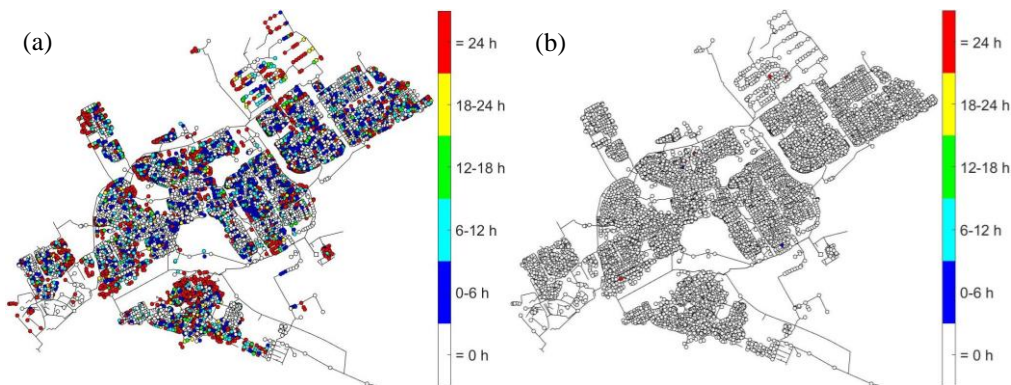 (a)
= 24 h
18-24 h
12-18 h
6-12 h
0-6 h
= 0 h
(b)
= 24 h
18-24 h
12-18 h
6-12 h
0-6 h
= 0 h